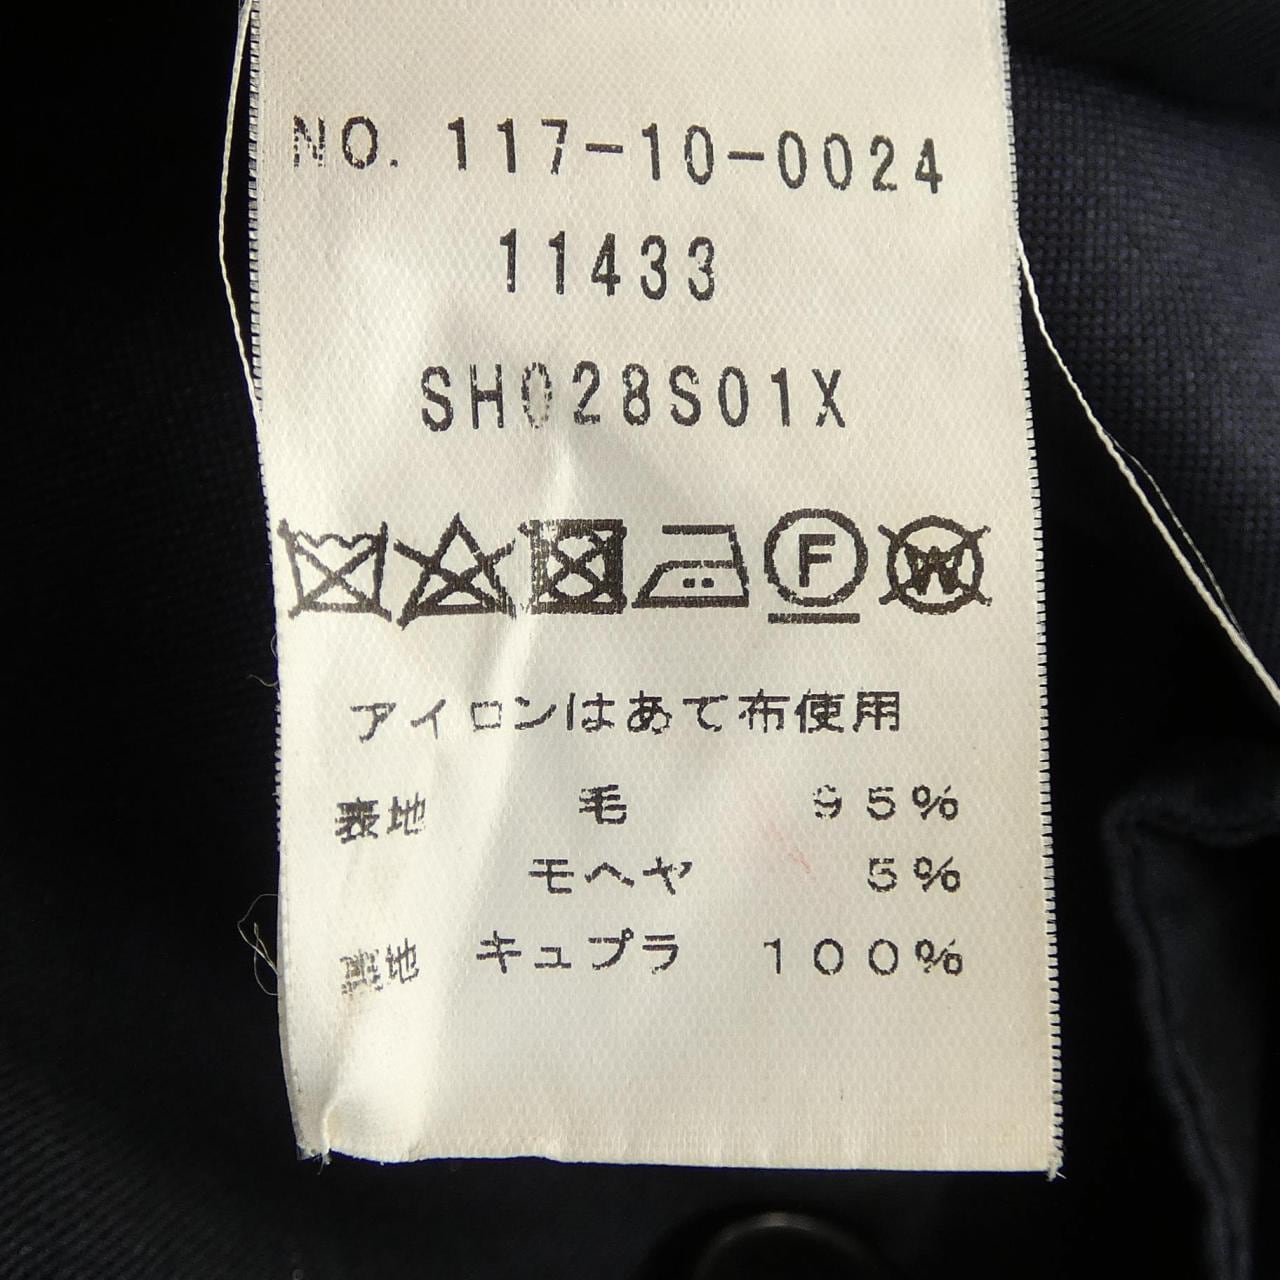 NO. 117-10-0024
11433
SH028S01X
F W
アイロンはあて布使用
表地 毛 95%
モヘヤ 5%
裏地 キュプラ 100%